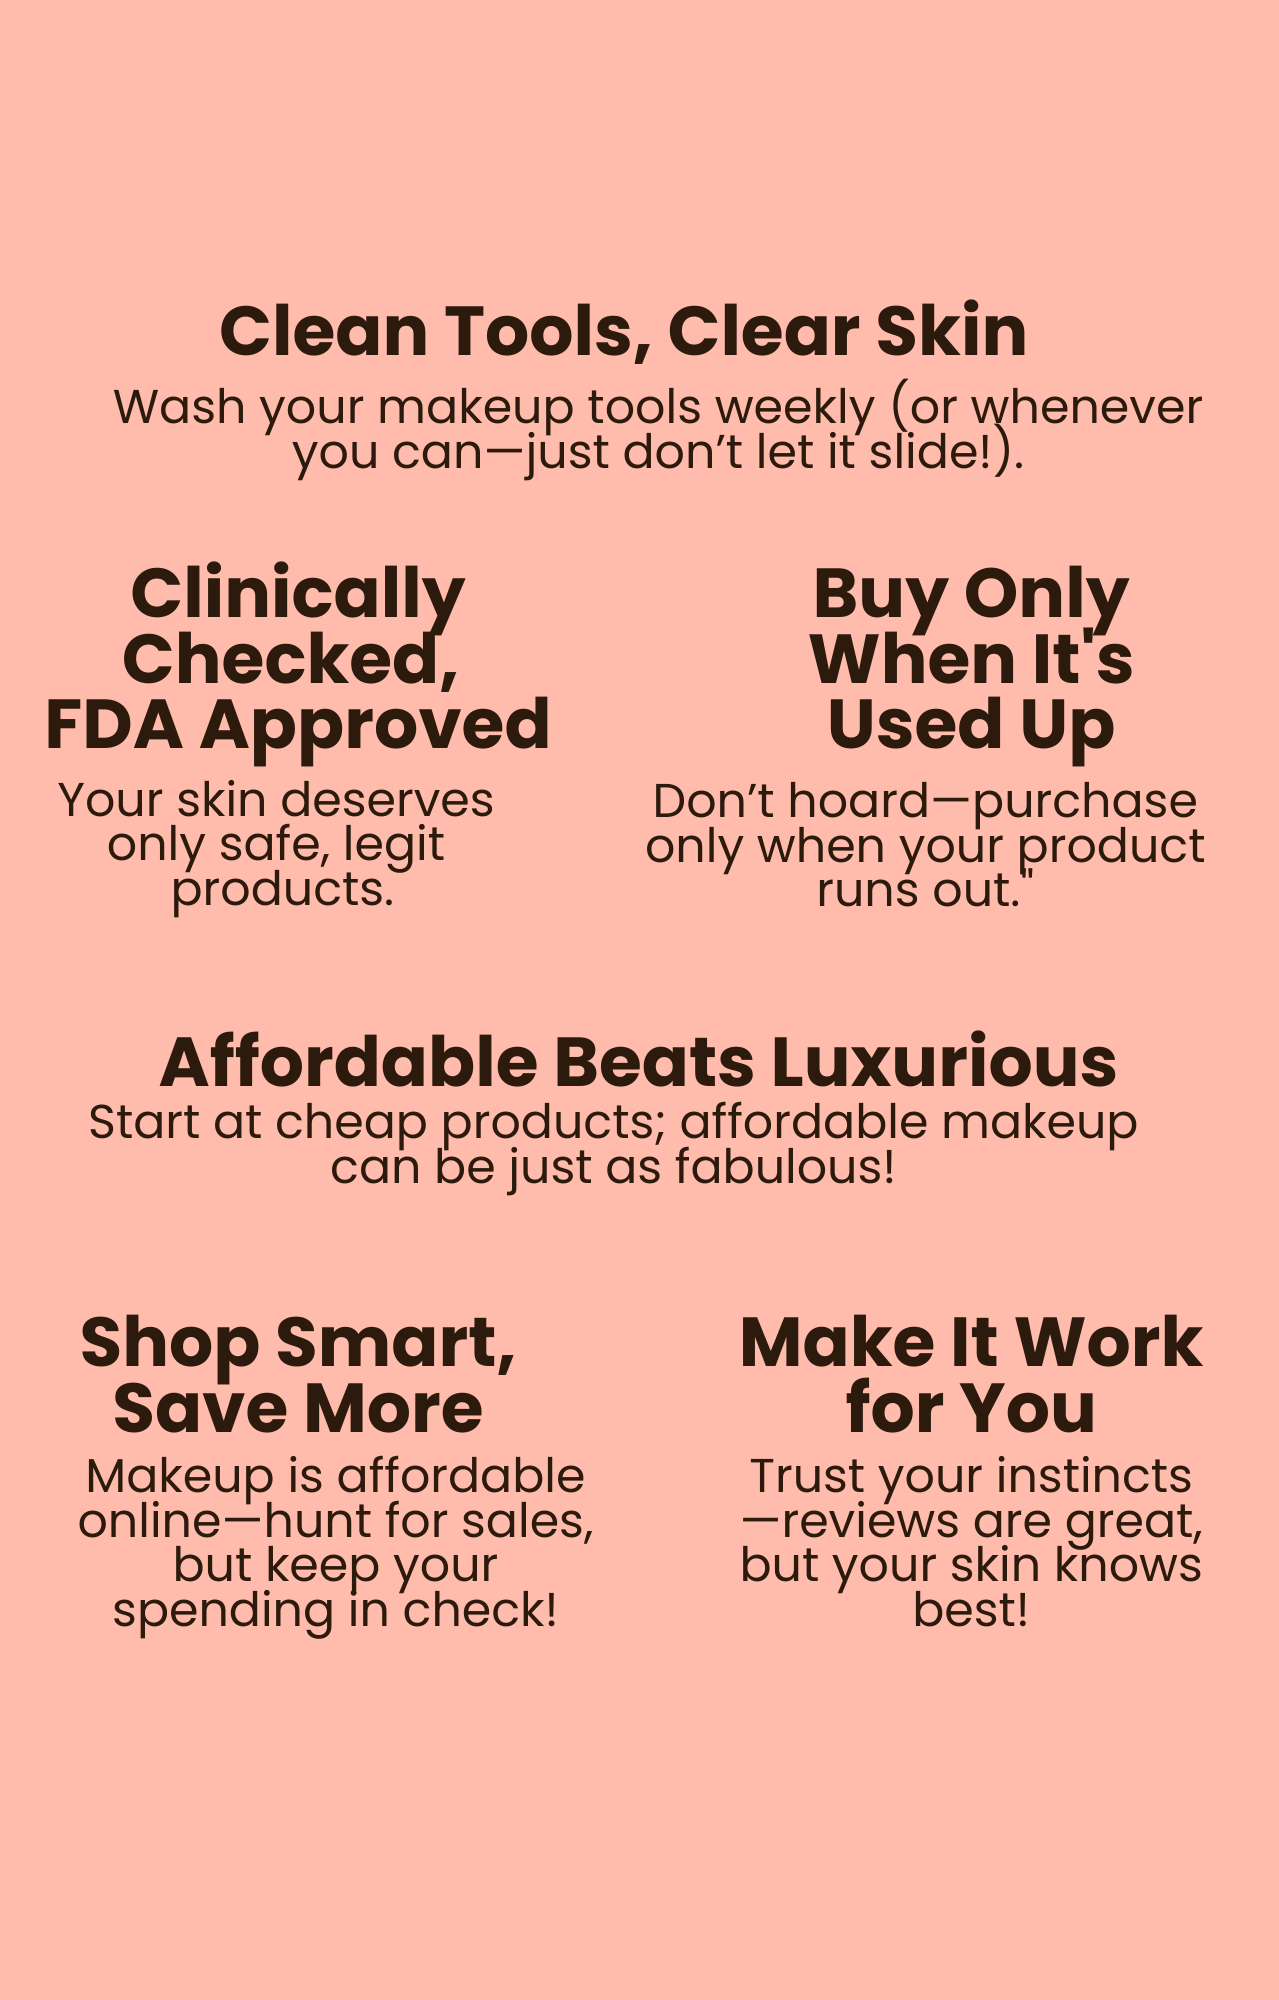 Clean Tools, Clear Skin
Wash your makeup tools weekly (or whenever
you can—just don’t let it slide!).
Clinically
Checked,
FDA Approved
Your skin deserves
only safe, legit
products.
Buy Only
When It's
Used Up
Don’t hoard—purchase
only when your product
runs out."
Affordable Beats Luxurious
Start at cheap products; affordable makeup
can be just as fabulous!
Shop Smart,
Save More
Makeup is affordable
online—hunt for sales,
but keep your
spending in check!
Make It Work
for You
Trust your instincts
—reviews are great,
but your skin knows
best!